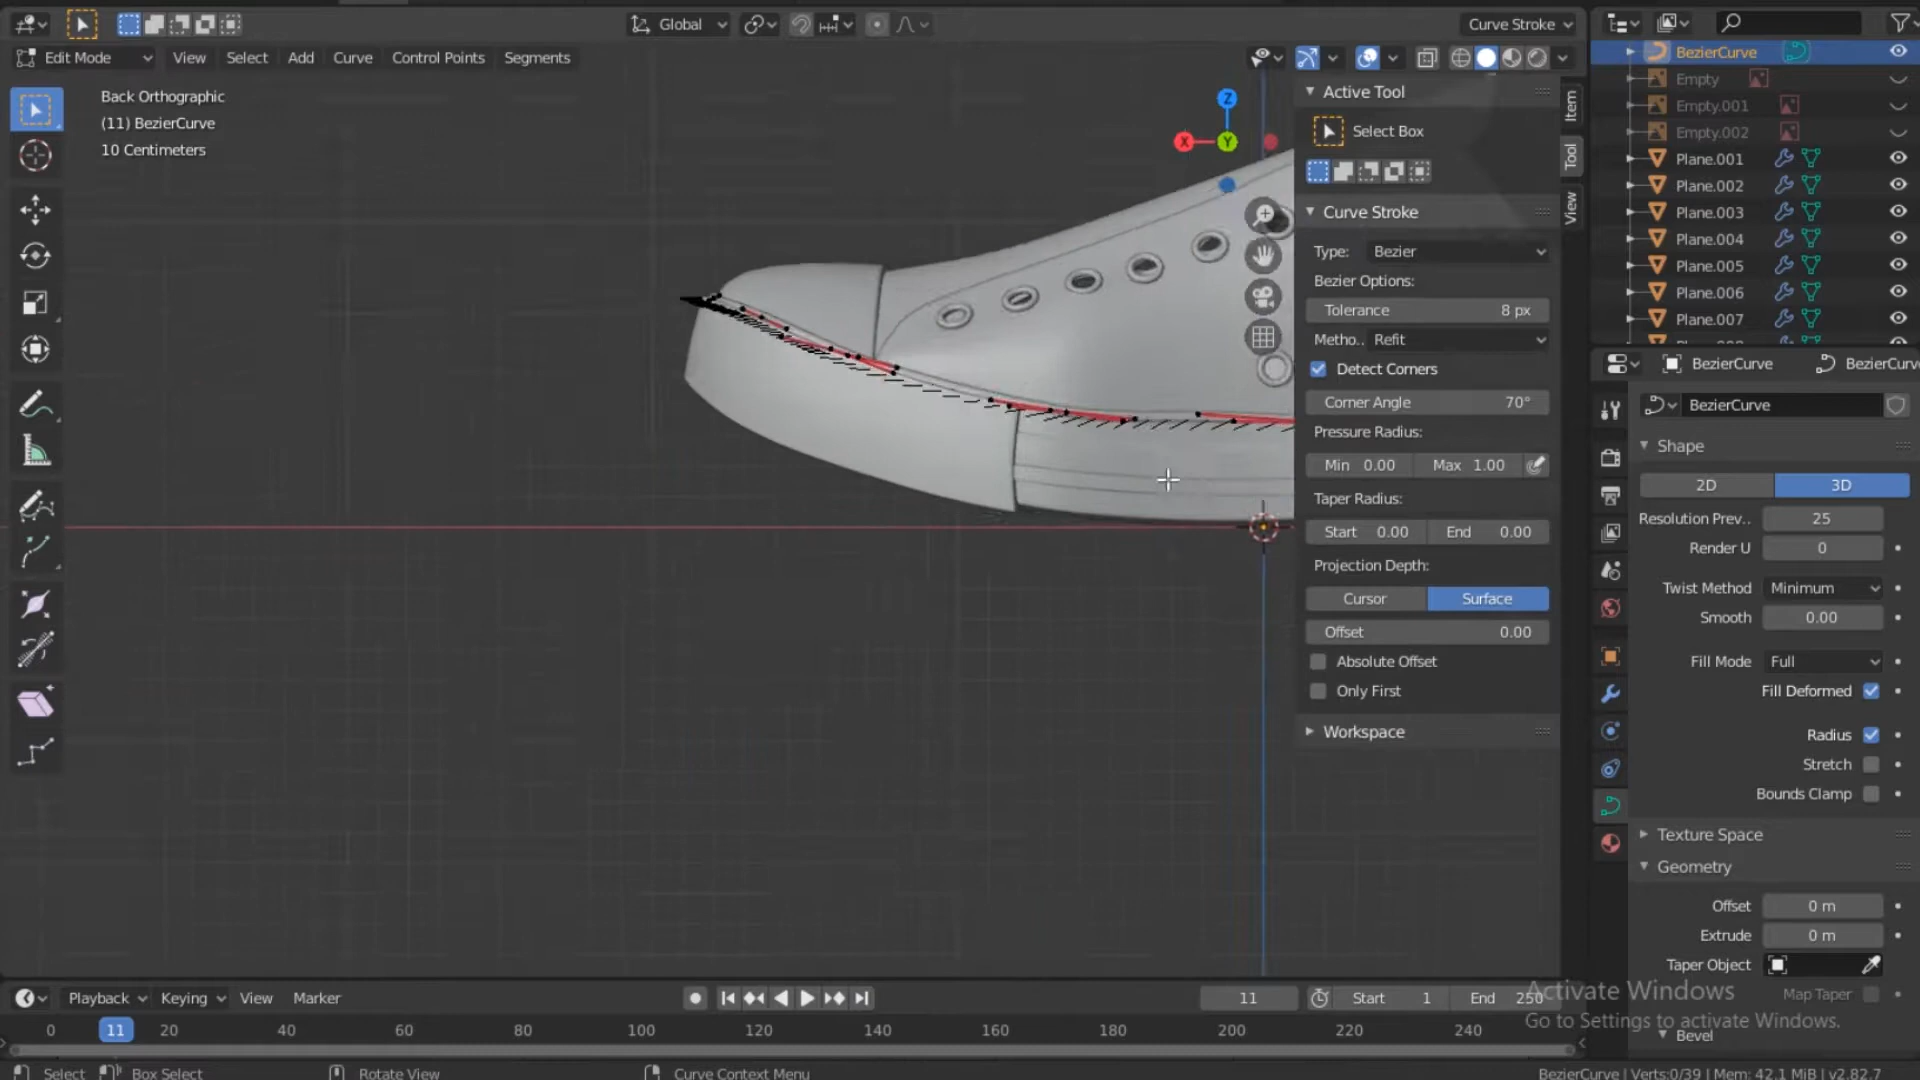 Global
Curve Stroke
Edit Mode
View
Select
Add
Curve
Control Points
Segments
Back Orthographic
(11) BezierCurve
10 Centimeters
Z
X
Y
Active Tool
Select Box
Curve Stroke
Type:
Bezier
Bezier Options:
Tolerance 8 px
Metho.. Refit
Detect Corners
Corner Angle 70°
Pressure Radius:
Min 0.00 Max 1.00
Taper Radius:
Start 0.00 End 0.00
Projection Depth:
Cursor Surface
Offset 0.00
Absolute Offset
Only First
Workspace
Item
Tool
View
BezierCurve
Empty
Empty.001
Empty.002
Plane.001
Plane.002
Plane.003
Plane.004
Plane.005
Plane.006
Plane.007
BezierCurve BezierCurv
BezierCurve
Shape
2D 3D
Resolution Prev.. 25
Render U 0
Twist Method Minimum
Smooth 0.00
Fill Mode Full
Fill Deformed
Radius
Stretch
Bounds Clamp
Texture Space
Geometry
Offset 0 m
Extrude 0 m
Taper Object
Map Taper
Bevel
Activate Windows
Go to Settings to activate Windows.
Playback Keying View Marker
11 Start 1 End 250
0 11 20 40 60 80 100 120 140 160 180 200 220 240
Select Box Select Rotate View Curve Context Menu
BezierCurve | Verts:0/39 | Mem: 42.1 MiB | v2.82.7